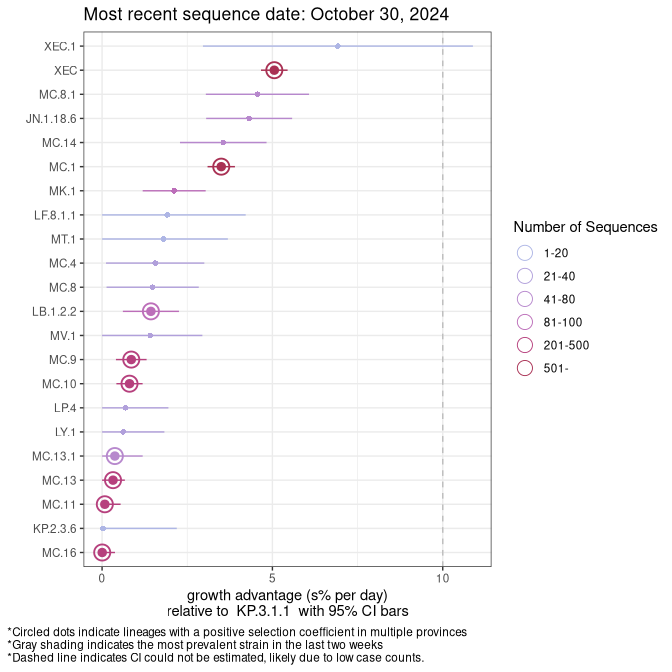 Most recent sequence date: October 30, 2024
XEC.1
XEC
MC.8.1
JN.1.18.6
MC.14
MC.1
MK.1
LF.8.1.1
MT.1
MC.4
MC.8
LB.1.2.2
MV.1
MC.9
MC.10
LP.4
LY.1
MC.13.1
MC.13
MC.11
KP.2.3.6
MC.16
0 5 10
growth advantage (s% per day)
relative to KP.3.1.1 with 95% CI bars
Number of Sequences
1-20
21-40
41-80
81-100
201-500
501-
*Circled dots indicate lineages with a positive selection coefficient in multiple provinces
*Gray shading indicates the most prevalent strain in the last two weeks
*Dashed line indicates CI could not be estimated, likely due to low case counts.